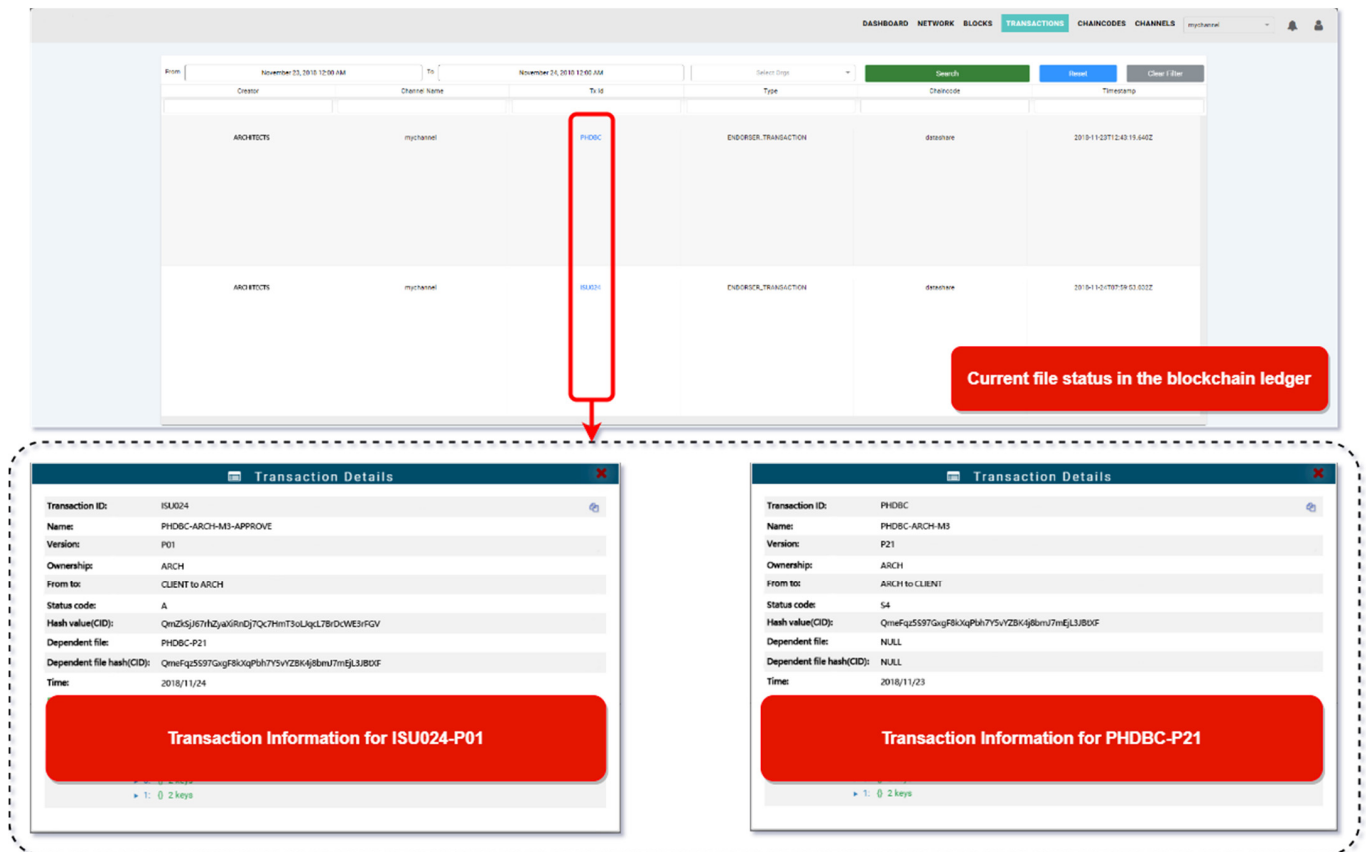 DASHBOARD NETWORK BLOCKS TRANSACTIONS CHAINCODES CHANNELS mychannel
From November 23, 2018 12:00 AM To November 24, 2018 12:00 AM Select Orgs Search Reset Clear Filter
Creator Channel Name Tx Id Type Chaincode Timestamp
ARCHITECTS mychannel PHDBC ENDORSER_TRANSACTION datashare 2018-11-23T12:43:19.640Z
ARCHITECTS mychannel ISU024 ENDORSER_TRANSACTION datashare
Current file status in the blockchain ledger
Transaction Details
Transaction ID: ISU024
Name: PHDBC-ARCH-M3-APPROVE
Version: P01
Ownership: ARCH
From to: CLIENT to ARCH
Status code: A
Hash value(CID):
Dependent file: PHDBC-P21
Dependent file hash(CID):
Time: 2018/11/24
Transaction Information for ISU024-P01
1: {} 2 keys
Transaction Details
Transaction ID: PHDBC
Name: PHDBC-ARCH-M3
Version: P21
Ownership: ARCH
From to: ARCH to CLIENT
Status code: S4
Hash value(CID):
Dependent file: NULL
Dependent file hash(CID): NULL
Time: 2018/11/23
Transaction Information for PHDBC-P21
1: {} 2 keys